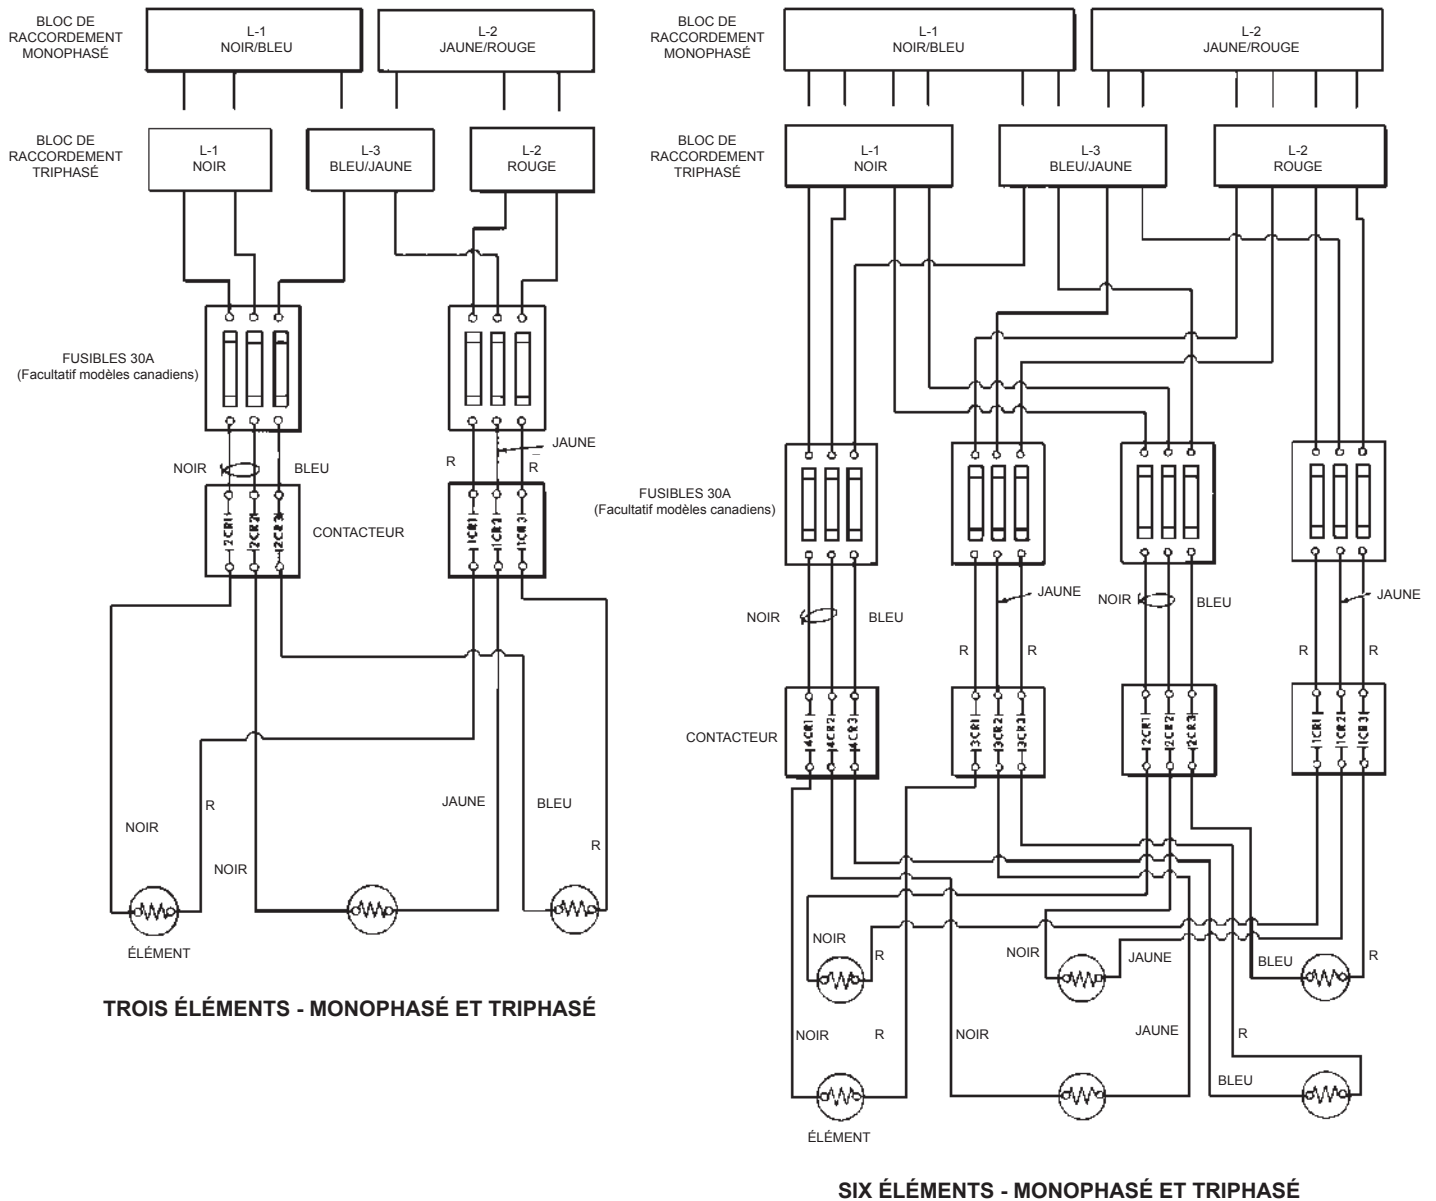 BLOC DE
RACCORDEMENT
MONOPHASÉ
L-1
NOIR/BLEU
L-2
JAUNE/ROUGE
BLOC DE
RACCORDEMENT
TRIPHASÉ
L-1
NOIR
L-3
BLEU/JAUNE
L-2
ROUGE
FUSIBLES 30A
(Facultatif modèles canadiens)
NOIR
BLEU
R
JAUNE
R
2CR1
2CR2
2CR3
CONTACTEUR
1CR1
1CR2
1CR3
R
NOIR
NOIR
JAUNE
BLEU
R
ÉLÉMENT
TROIS ÉLÉMENTS - MONOPHASÉ ET TRIPHASÉ
BLOC DE
RACCORDEMENT
MONOPHASÉ
L-1
NOIR/BLEU
L-2
JAUNE/ROUGE
BLOC DE
RACCORDEMENT
TRIPHASÉ
L-1
NOIR
L-3
BLEU/JAUNE
L-2
ROUGE
FUSIBLES 30A
(Facultatif modèles canadiens)
NOIR
BLEU
JAUNE
R
R
NOIR
BLEU
JAUNE
R
R
CONTACTEUR
4CR1
4CR2
4CR3
3CR1
3CR2
3CR3
2CR1
2CR2
2CR3
1CR1
1CR2
1CR3
NOIR
R
NOIR
JAUNE
BLEU
R
NOIR
R
NOIR
JAUNE
R
BLEU
ÉLÉMENT
SIX ÉLÉMENTS - MONOPHASÉ ET TRIPHASÉ